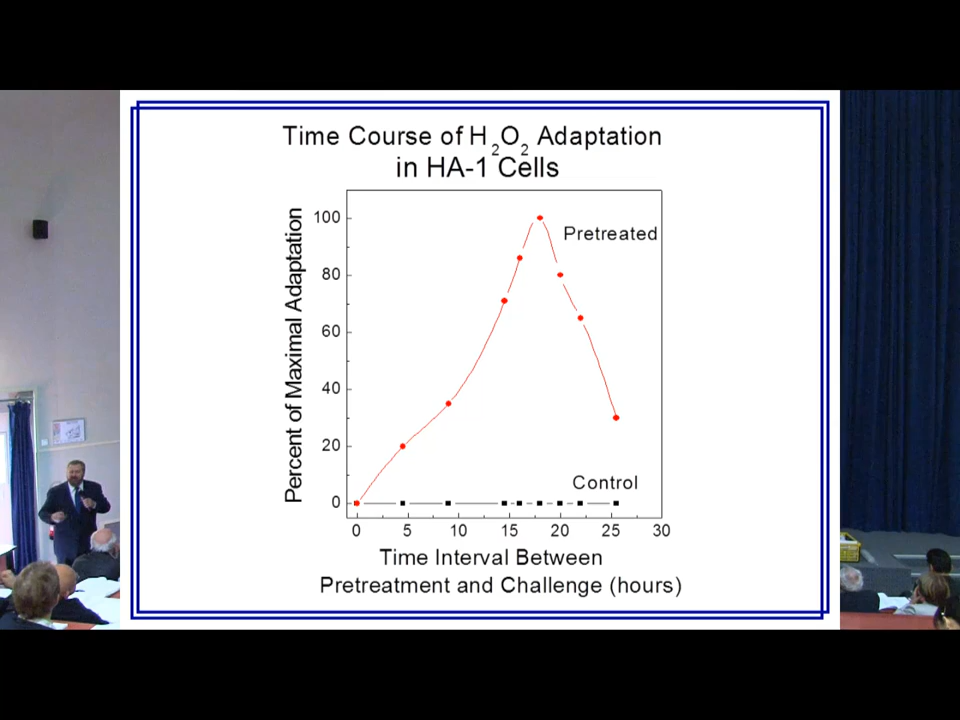 Time Course of H2O2 Adaptation
in HA-1 Cells
Percent of Maximal Adaptation
100
80
60
40
20
0
Pretreated
Control
0 5 10 15 20 25 30
Time Interval Between
Pretreatment and Challenge (hours)